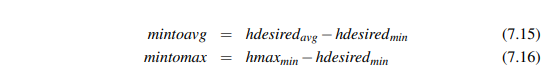 mintoavg = hdesired_avg − hdesired_min (7.15)
mintomax = hmax_min − hdesired_min (7.16)